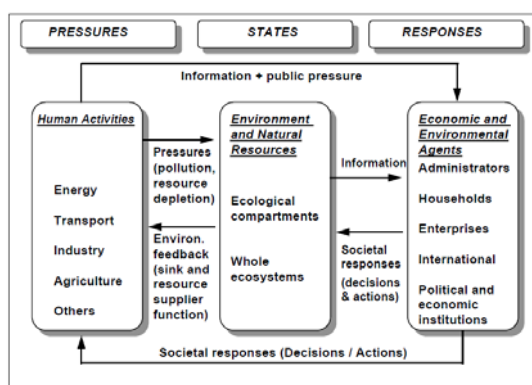 PRESSURES
STATES
RESPONSES
Information + public pressure
Human Activities
Energy
Transport
Industry
Agriculture
Others
Pressures
(pollution,
resource
depletion)
Environ.
feedback
(sink and
resource
supplier
function)
Environment
and Natural
Resources
Ecological
compartments
Whole
ecosystems
Information
Societal
responses
(decisions
& actions)
Economic and
Environmental
Agents
Administrators
Households
Enterprises
International
Political and
economic
institutions
Societal responses (Decisions / Actions)